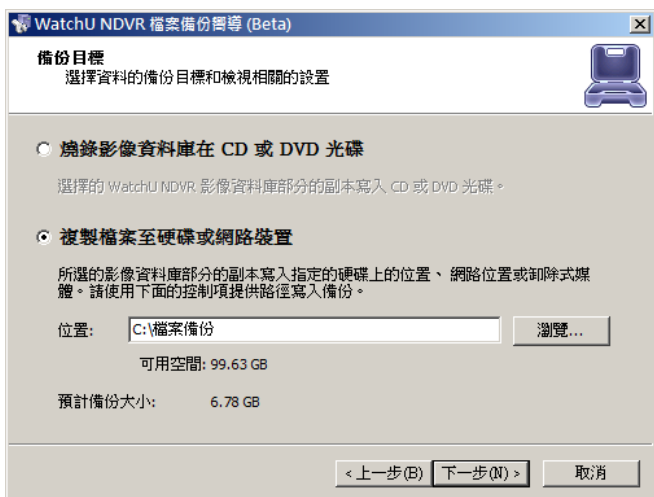 WatchU NDVR 檔案備份嚮導 (Beta)
備份目標
選擇資料的備份目標和檢視相關的設置
燒錄影像資料庫在 CD 或 DVD 光碟
選擇的 WatchU NDVR 影像資料庫部分的副本寫入 CD 或 DVD 光碟。
複製檔案至硬碟或網路裝置
所選的影像資料庫部分的副本寫入指定的硬碟上的位置、 網路位置或卸除式媒
體。請使用下面的控制項提供路徑寫入備份。
位置: C:\檔案備份 瀏覽...
可用空間: 99.63 GB
預計備份大小: 6.78 GB
<上一步(B) 下一步(N) > 取消